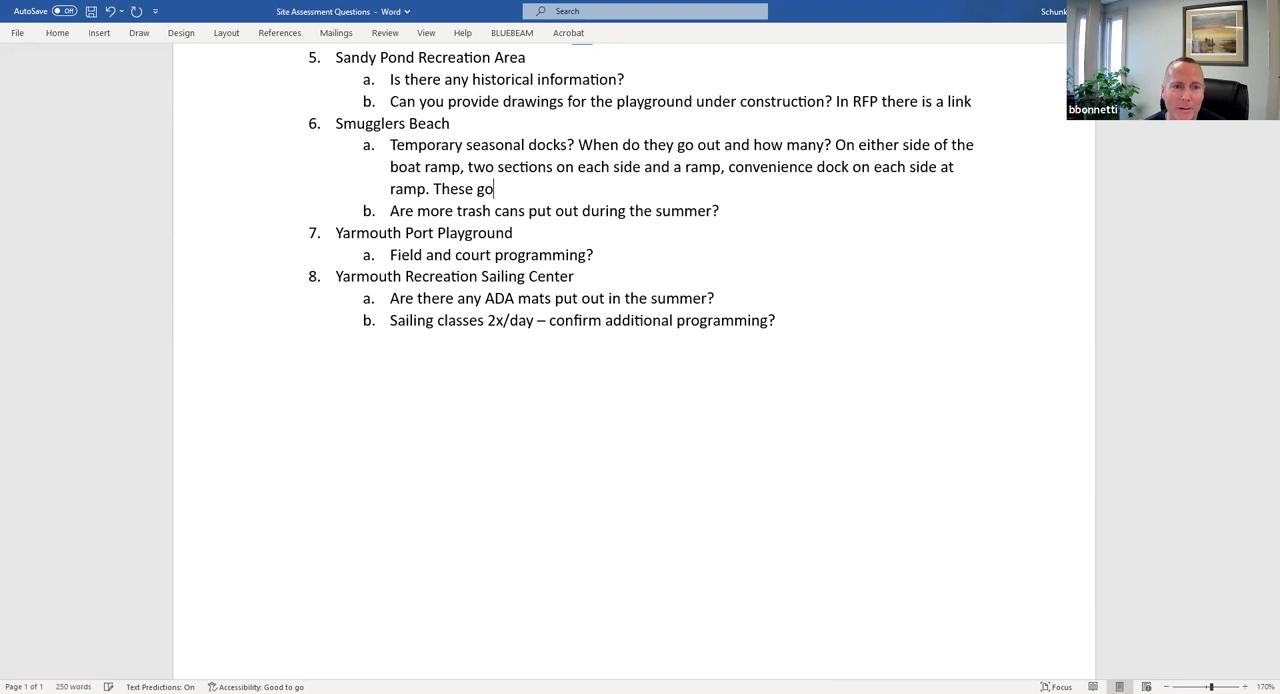 AutoSave Off Site Assessment Questions - Word Search Schunk
File Home Insert Draw Design Layout References Mailings Review View Help BLUEBEAM Acrobat
bbonnetti
5. Sandy Pond Recreation Area
a. Is there any historical information?
b. Can you provide drawings for the playground under construction? In RFP there is a link
6. Smugglers Beach
a. Temporary seasonal docks? When do they go out and how many? On either side of the
boat ramp, two sections on each side and a ramp, convenience dock on each side at
ramp. These go
b. Are more trash cans put out during the summer?
7. Yarmouth Port Playground
a. Field and court programming?
8. Yarmouth Recreation Sailing Center
a. Are there any ADA mats put out in the summer?
b. Sailing classes 2x/day – confirm additional programming?
Page 1 of 1 250 words Text Predictions: On Accessibility: Good to go Focus 170%